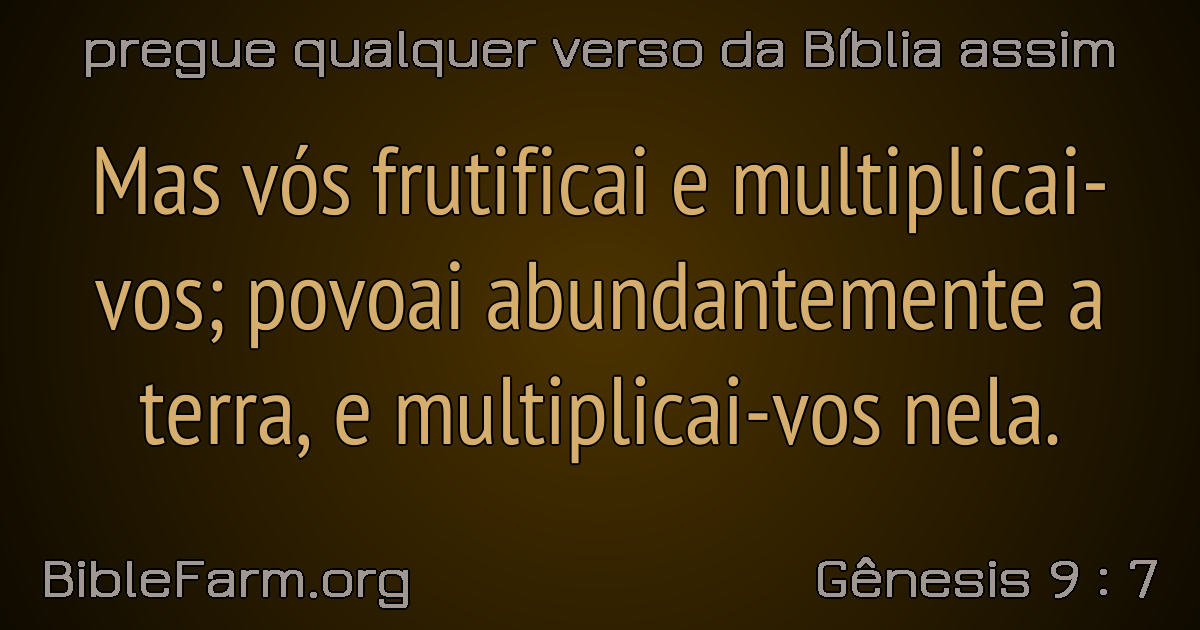 pregue qualquer verso da Bíblia assim
Mas vós frutificai e multiplicai-
vos; povoai abundantemente a
terra, e multiplicai-vos nela.
BibleFarm.org
Gênesis 9 : 7